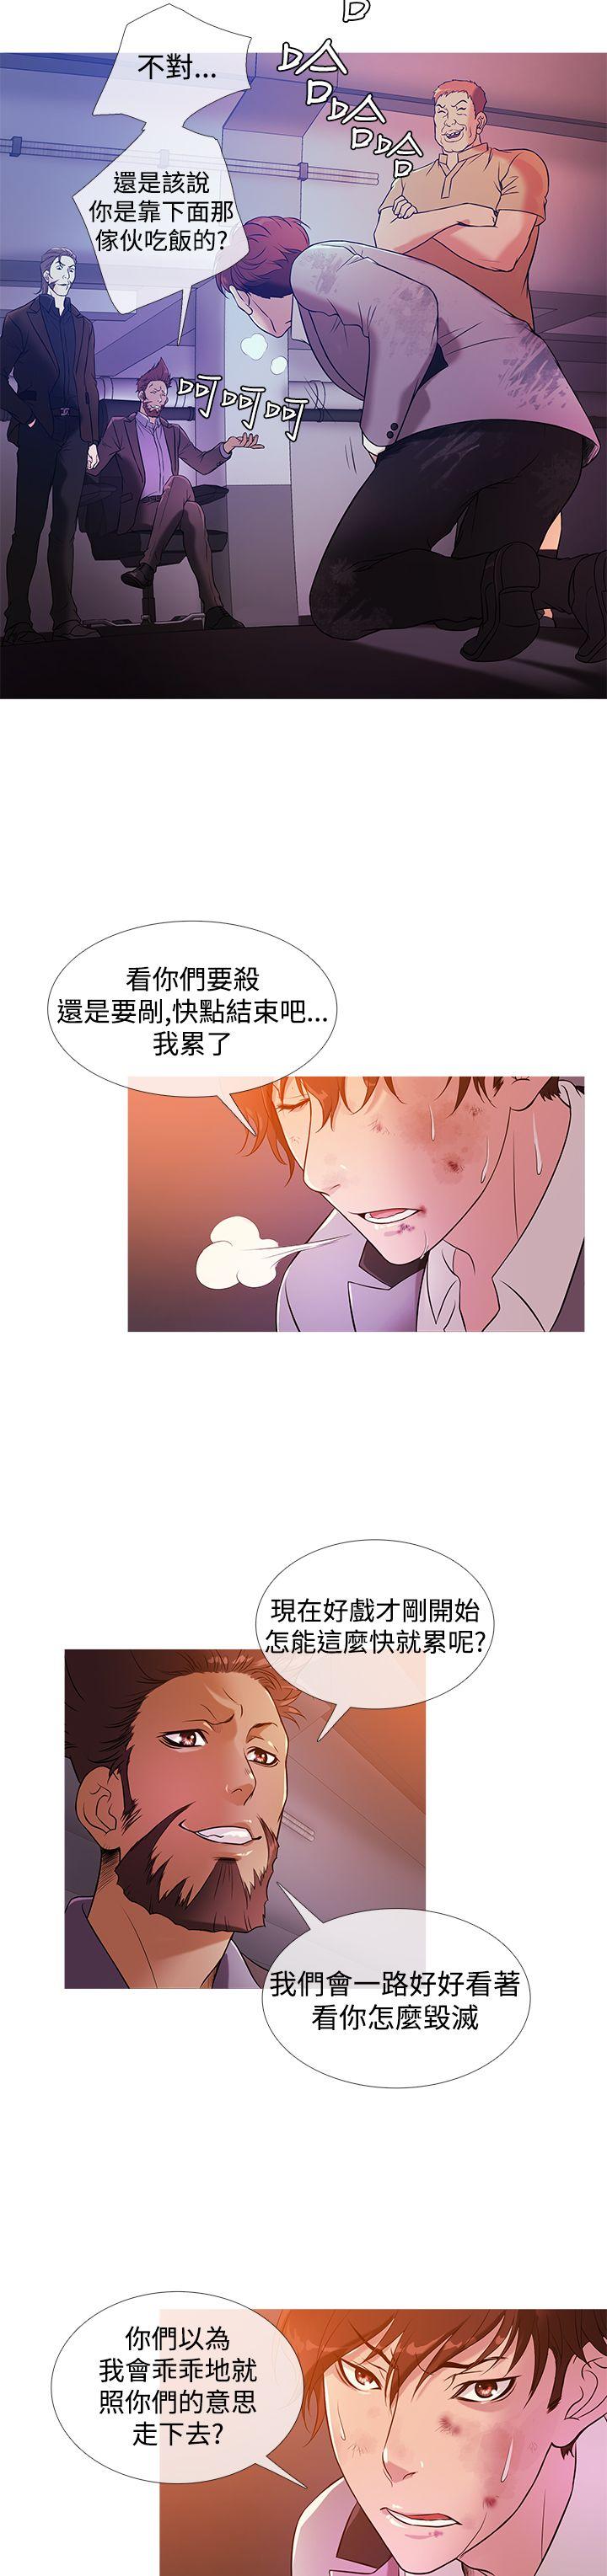 不對...
哈
哈
哈
還是該說
你是靠下面那
傢伙吃飯的?
呵呵呵
看你們要殺
還是要剮,快點結束吧...
我累了
現在好戲才剛開始
怎能這麼快就累呢?
我們會一路好好看著
看你怎麼毀滅
你們以為
我會乖乖地就
照你們的意思
走下去?